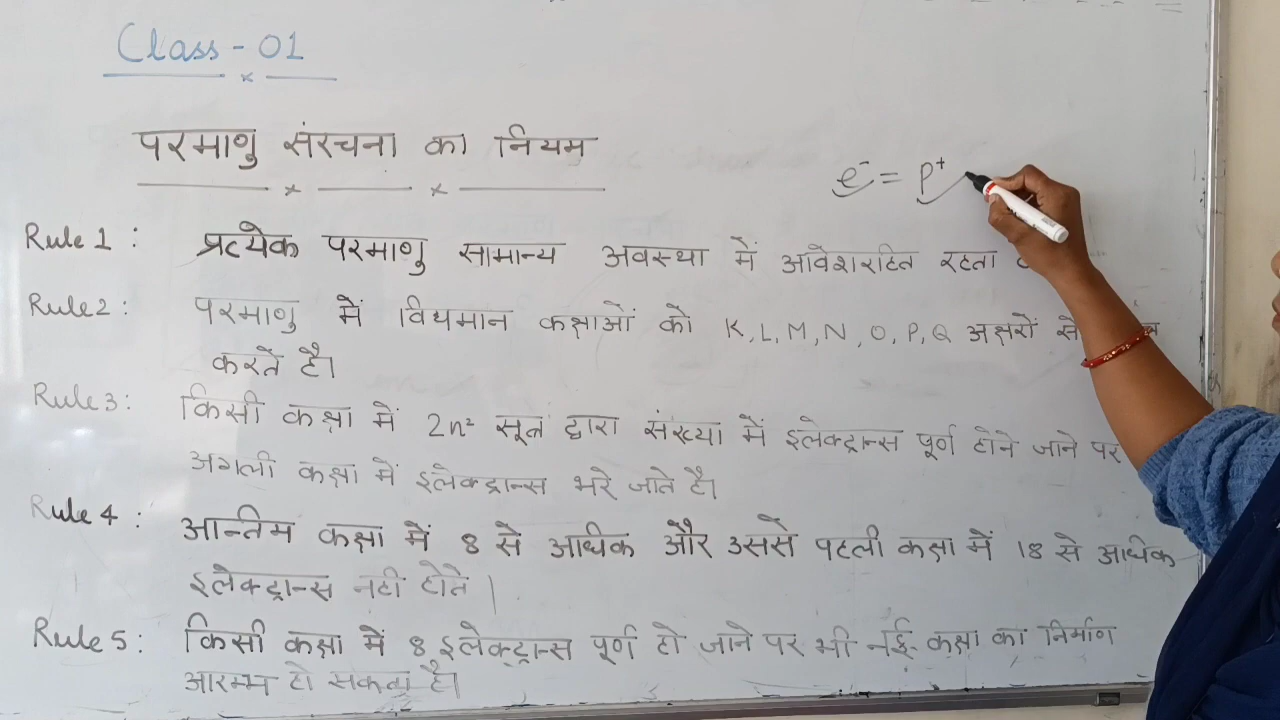 Class - 01
परमाणु संरचना का नियम
e⁻ = p⁺
Rule 1 : प्रत्येक परमाणु सामान्य अवस्था में आवेशरहित रहता
Rule 2 : परमाणु में विद्यमान कक्षाओं को K, L, M, N, O, P, Q अक्षरों से
करते है।
Rule 3 : किसी कक्षा में 2n² सूत्र द्वारा संख्या में इलेक्ट्रान्स पूर्ण होने जाने पर
अगली कक्षा में इलेक्ट्रान्स भरे जाते है।
Rule 4 : अन्तिम कक्षा में 8 से अधिक और उससे पहली कक्षा में 18 से अधिक
इलेक्ट्रान्स नही होते |
Rule 5 : किसी कक्षा में 8 इलेक्ट्रान्स पूर्ण हो जाने पर भी नई कक्षा का निर्माण
आरम्भ हो सकता है।